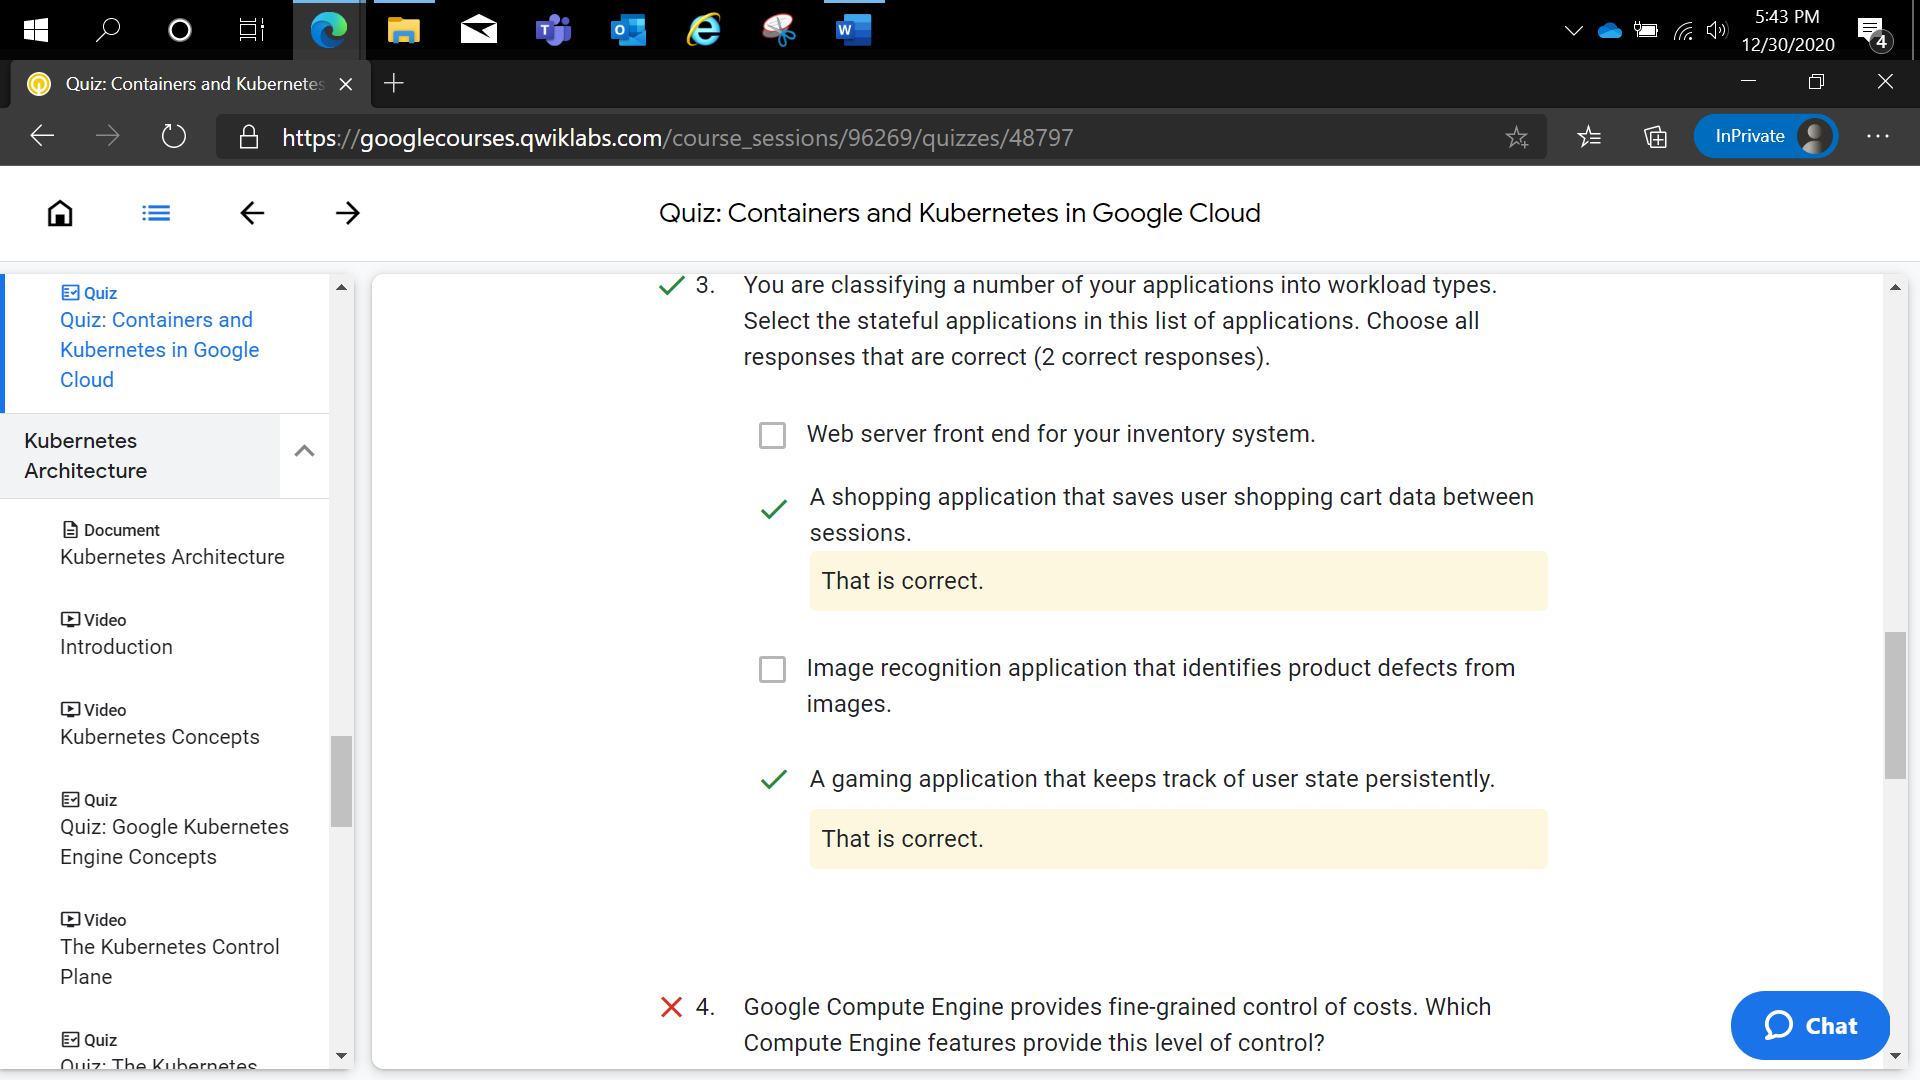 5:43 PM
12/30/2020
4
Quiz: Containers and Kubernetes
https://googlecourses.qwiklabs.com/course_sessions/96269/quizzes/48797
InPrivate
Quiz: Containers and Kubernetes in Google Cloud
Quiz
Quiz: Containers and
Kubernetes in Google
Cloud
Kubernetes
Architecture
Document
Kubernetes Architecture
Video
Introduction
Video
Kubernetes Concepts
Quiz
Quiz: Google Kubernetes
Engine Concepts
Video
The Kubernetes Control
Plane
Quiz
Quiz: The Kubernetes
3. You are classifying a number of your applications into workload types.
Select the stateful applications in this list of applications. Choose all
responses that are correct (2 correct responses).
Web server front end for your inventory system.
A shopping application that saves user shopping cart data between
sessions.
That is correct.
Image recognition application that identifies product defects from
images.
A gaming application that keeps track of user state persistently.
That is correct.
4. Google Compute Engine provides fine-grained control of costs. Which
Compute Engine features provide this level of control?
Chat